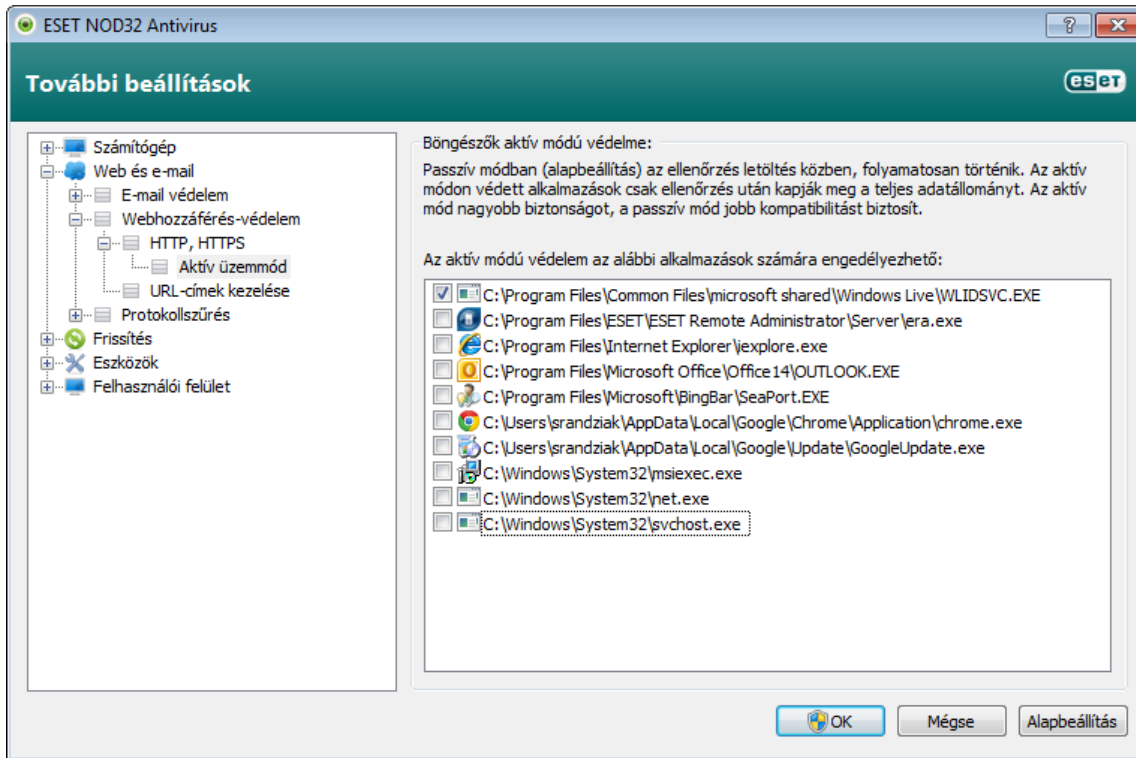 ESET NOD32 Antivirus
További beállítások
eset
Számítógép
Web és e-mail
E-mail védelem
Webhozzáférés-védelem
HTTP, HTTPS
Aktív üzemmód
URL-címek kezelése
Protokollszűrés
Frissítés
Eszközök
Felhasználói felület
Böngészők aktív módú védelme:
Passzív módban (alapbeállítás) az ellenőrzés letöltés közben, folyamatosan történik. Az aktív
módon védett alkalmazások csak ellenőrzés után kapják meg a teljes adatállományt. Az aktív
mód nagyobb biztonságot, a passzív mód jobb kompatibilitást biztosít.
Az aktív módú védelem az alábbi alkalmazások számára engedélyezhető:
C:\Program Files\Common Files\microsoft shared\Windows Live\WLIDSVC.EXE
C:\Program Files\ESET\ESET Remote Administrator\Server\era.exe
C:\Program Files\Internet Explorer\iexplore.exe
C:\Program Files\Microsoft Office\Office14\OUTLOOK.EXE
C:\Program Files\Microsoft\BingBar\SeaPort.EXE
C:\Users\srandziak\AppData\Local\Google\Chrome\Application\chrome.exe
C:\Users\srandziak\AppData\Local\Google\Update\GoogleUpdate.exe
C:\Windows\System32\msiexec.exe
C:\Windows\System32\net.exe
C:\Windows\System32\svchost.exe
OK
Mégse
Alapbeállítás